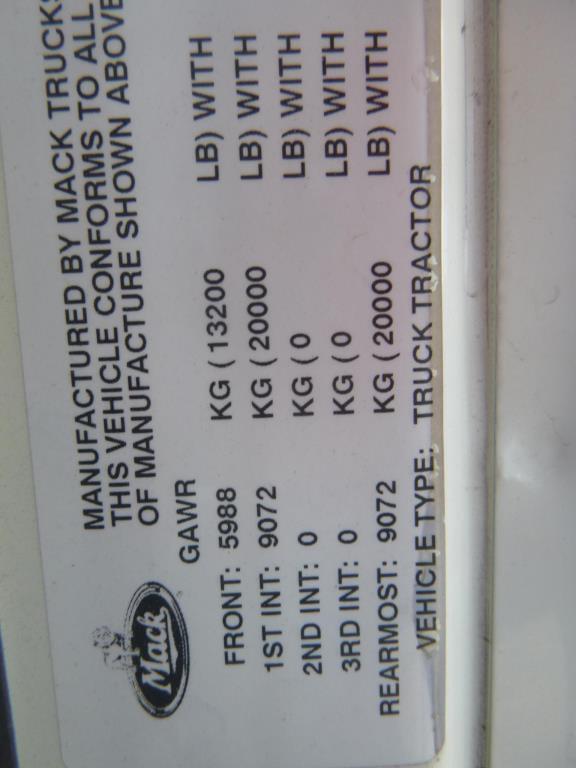 MANUFACTURED BY MACK TRUCKS
THIS VEHICLE CONFORMS TO ALL
OF MANUFACTURE SHOWN ABOVE
Mack
GAWR
FRONT: 5988 KG ( 13200 LB) WITH
1ST INT: 9072 KG ( 20000 LB) WITH
2ND INT: 0 KG ( 0 LB) WITH
3RD INT: 0 KG ( 0 LB) WITH
REARMOST: 9072 KG ( 20000 LB) WITH
VEHICLE TYPE: TRUCK TRACTOR